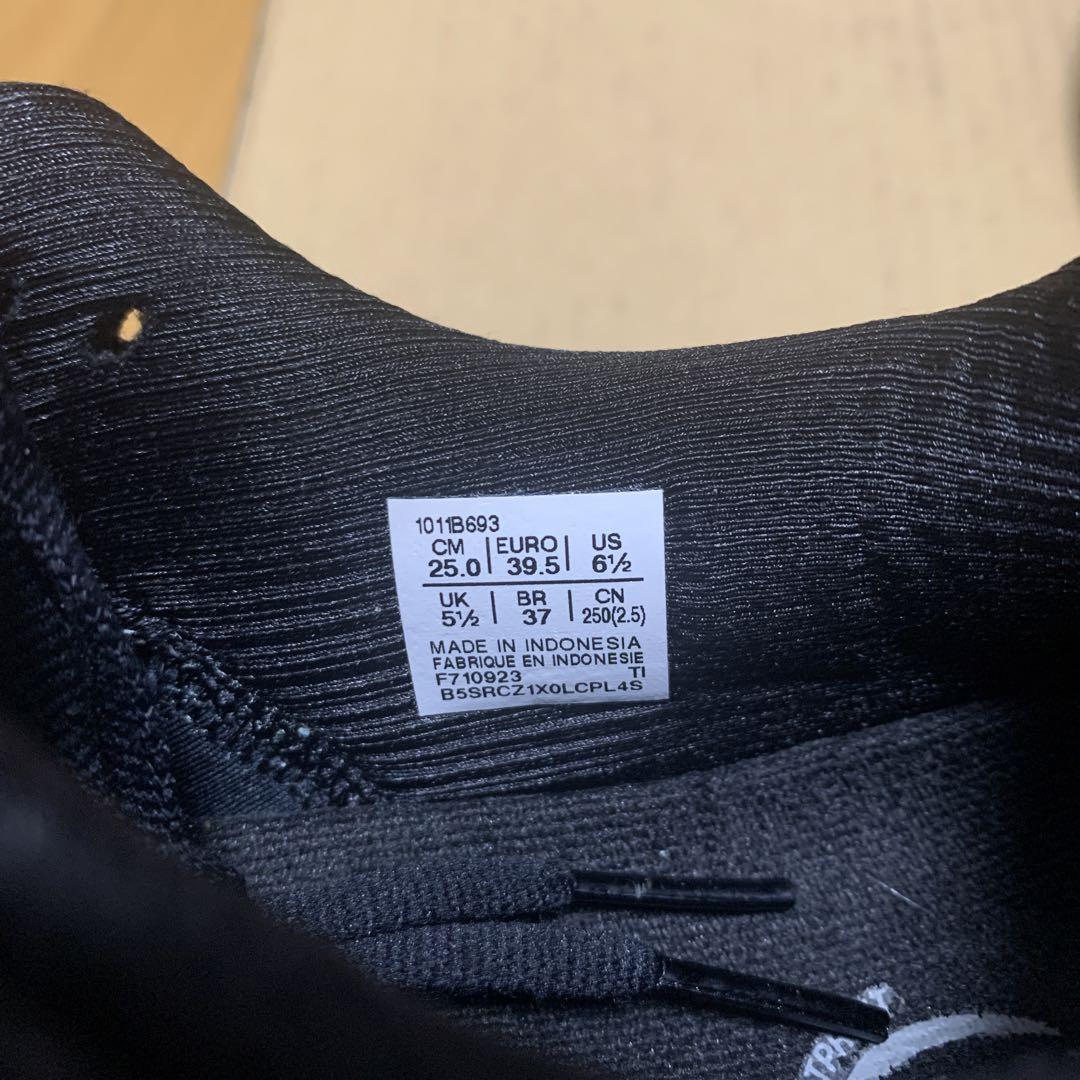 1011B693
CM | EURO | US
25.0 | 39.5 | 6½
UK | BR | CN
5½ | 37 | 250(2.5)
MADE IN INDONESIA
FABRIQUE EN INDONESIE
F710923 TI
B5SRCZ1X0LCPL4S